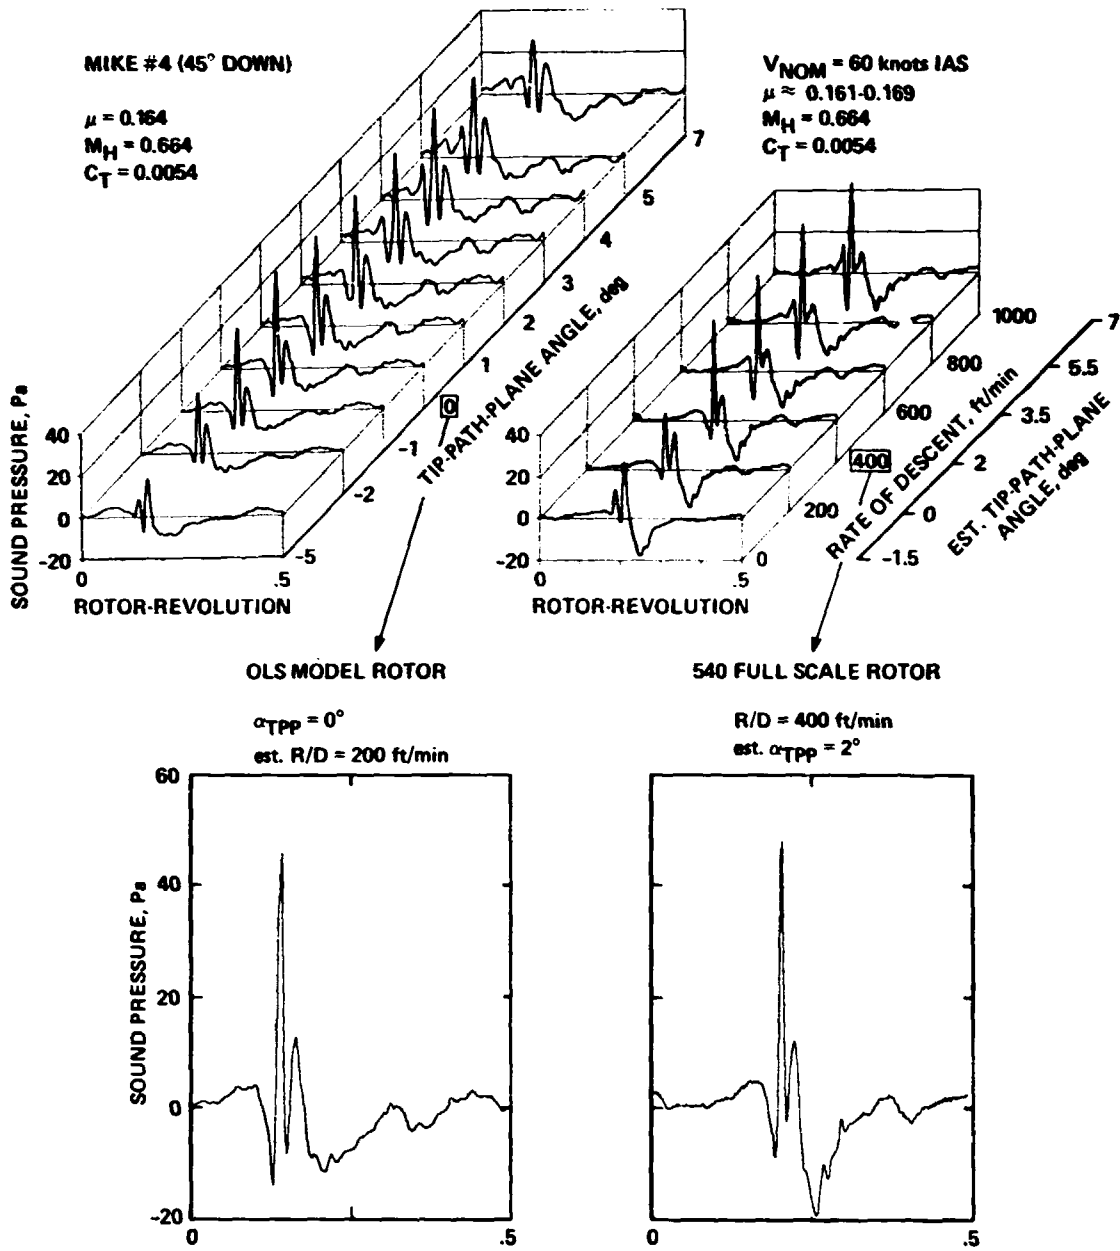 MIKE #4 (45° DOWN)
μ = 0.164
M_H = 0.664
C_T = 0.0054
V_NOM = 60 knots IAS
μ ≈ 0.161-0.169
M_H = 0.664
C_T = 0.0054
SOUND PRESSURE, Pa
40
20
0
-20
0
.5
ROTOR-REVOLUTION
-5
-2
-1
0
1
2
3
4
5
7
TIP-PATH-PLANE ANGLE, deg
40
20
0
-20
0
.5
ROTOR-REVOLUTION
0
200
400
600
800
1000
RATE OF DESCENT, ft/min
-1.5
0
2
3.5
5.5
7
EST. TIP-PATH-PLANE
ANGLE, deg
OLS MODEL ROTOR
α_TPP = 0°
est. R/D = 200 ft/min
540 FULL SCALE ROTOR
R/D = 400 ft/min
est. α_TPP = 2°
SOUND PRESSURE, Pa
60
40
20
0
-20
0
.5
0
.5